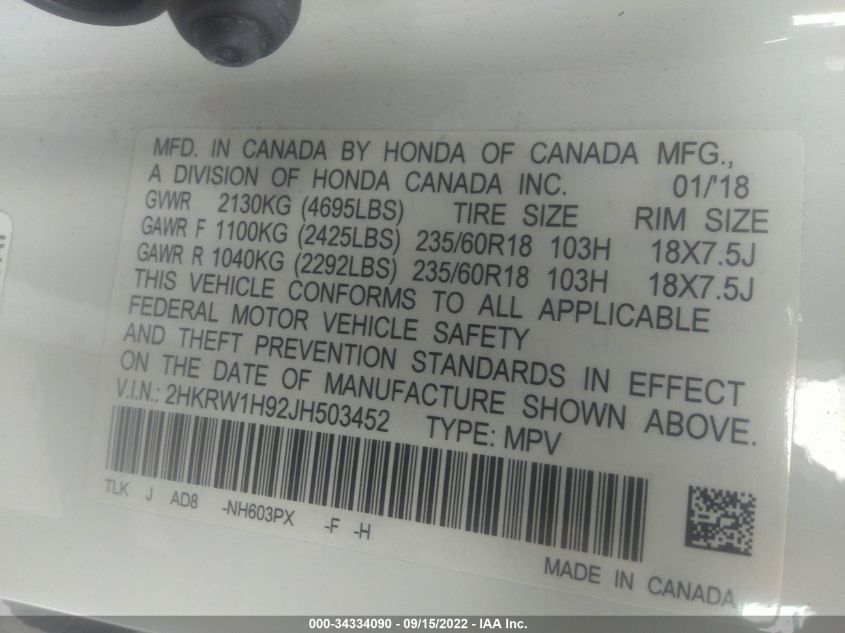 MFD. IN CANADA BY HONDA OF CANADA MFG.,
A DIVISION OF HONDA CANADA INC. 01/'18
GVWR 2130KG (4695LBS) TIRE SIZE RIM SIZE
GAWR F 1100KG (2425LBS) 235/60R18 103H 18X7.5J
GAWR R 1040KG (2292LBS) 235/60R18 103H 18X7.5J
THIS VEHICLE CONFORMS TO ALL APPLICABLE
FEDERAL MOTOR VEHICLE SAFETY
AND THEFT PREVENTION STANDARDS IN EFFECT
ON THE DATE OF MANUFACTURE SHOWN ABOVE.
V.I.N.: 2HKRW1H92JH503452 TYPE: MPV
TLK J AD8 -NH603PX -F -H
MADE IN CANADA
000-34334090 - 09/15/2022 - IAA Inc.